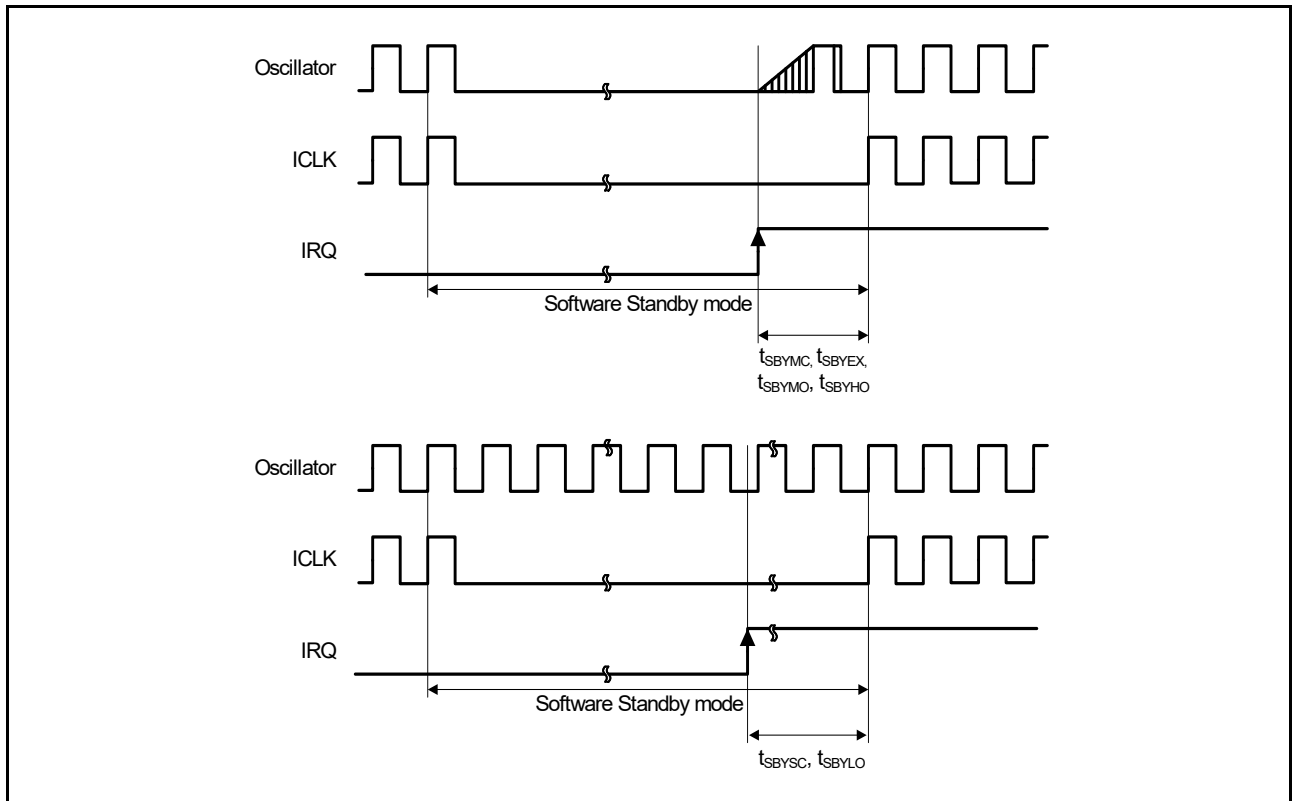 Oscillator
ICLK
IRQ
Software Standby mode
tSBYMC, tSBYEX,
tSBYMO, tSBYHO
Oscillator
ICLK
IRQ
Software Standby mode
tSBYSC, tSBYLO